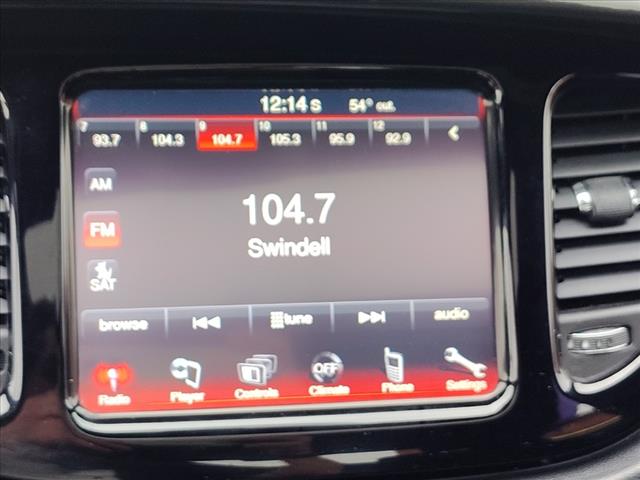 12:14 S 54° out.
7 8 9 10 11 12
93.7 104.3 104.7 105.3 95.9 92.9
AM
104.7
FM
Swindell
SAT
browse tune audio
OFF
Radio Player Controls Climate Phone Settings